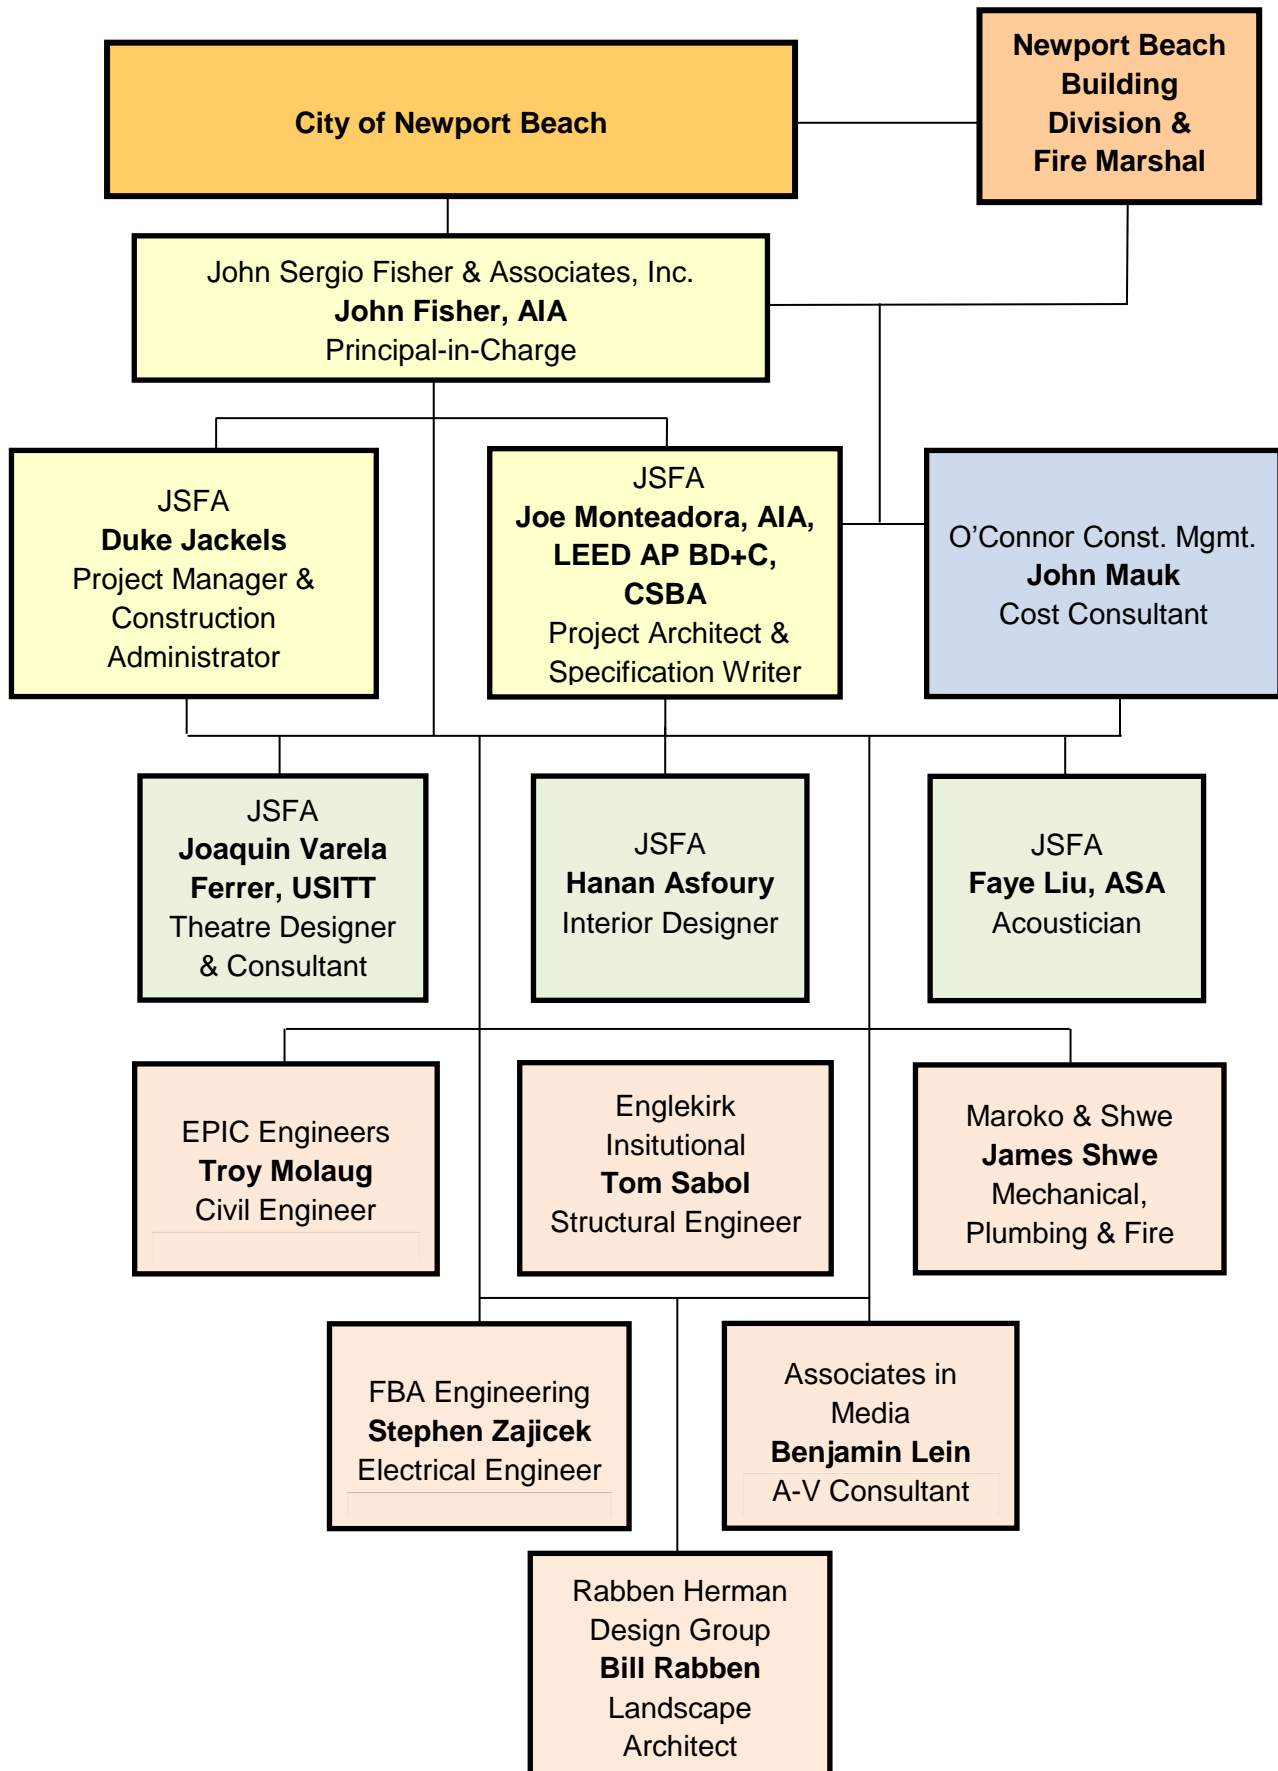 City of Newport Beach
Newport Beach
Building
Division &
Fire Marshal
John Sergio Fisher & Associates, Inc.
John Fisher, AIA
Principal-in-Charge
JSFA
Duke Jackels
Project Manager &
Construction
Administrator
JSFA
Joe Monteadora, AIA,
LEED AP BD+C,
CSBA
Project Architect &
Specification Writer
O’Connor Const. Mgmt.
John Mauk
Cost Consultant
JSFA
Joaquin Varela
Ferrer, USITT
Theatre Designer
& Consultant
JSFA
Hanan Asfoury
Interior Designer
JSFA
Faye Liu, ASA
Acoustician
EPIC Engineers
Troy Molaug
Civil Engineer
Englekirk
Insitutional
Tom Sabol
Structural Engineer
Maroko & Shwe
James Shwe
Mechanical,
Plumbing & Fire
FBA Engineering
Stephen Zajicek
Electrical Engineer
Associates in
Media
Benjamin Lein
A-V Consultant
Rabben Herman
Design Group
Bill Rabben
Landscape
Architect